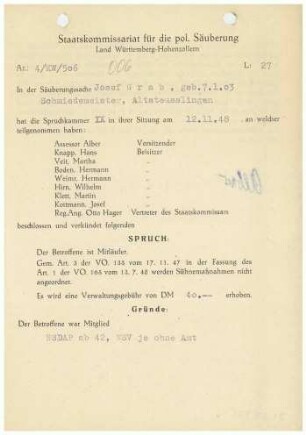 Staatskommissariat für die pol. Säuberung
Land Württemberg-Hohenzollern
Az: 4/KW/506 006 L: 27
In der Säuberungssache Josef Grab, geb.7.1.03
Schmiedemeister, Altsteusslingen
hat die Spruchkammer IX in ihrer Sitzung am 12.11.48 an welcher
teilgenommen haben:
Assessor Alber Vorsitzender
Knapp, Hans Beisitzer
Veit, Martha
Boden, Hermann
Weimr, Hermann
Hirn, Wilhelm
Klett, Martin
Kottmann, Josef
Reg.Ang. Otto Hager Vertreter des Staatskommissars
beschlossen und verkündet folgenden
SPRUCH.
Der Betroffene ist Mitläufer.
Gem. Art. 3 der VO. 136 vom 17. 11. 47 in der Fassung des
Art. 1 der VO. 165 vom 13. 7. 48 werden Sühnemaßnahmen nicht
angeordnet.
Es wird eine Verwaltungsgebühr von DM 40.-- erhoben.
Gründe:
Der Betroffene war Mitglied
NSDAP ab 42, NSV je ohne Amt